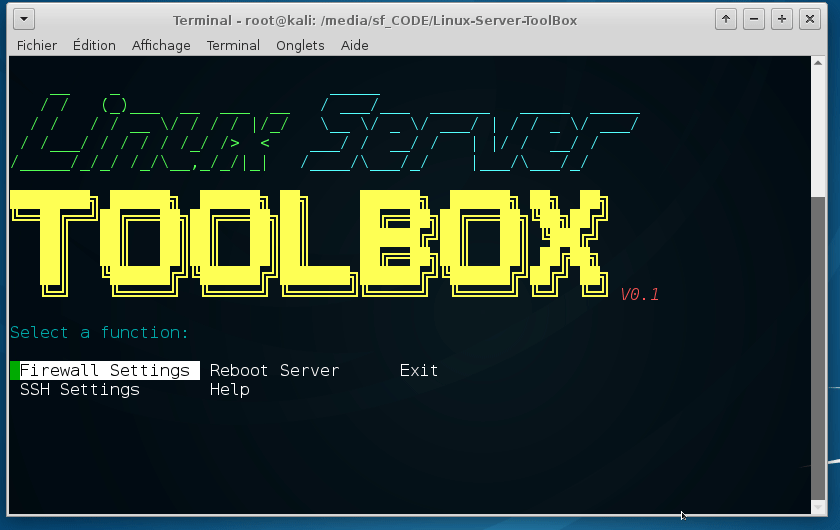 Terminal - root@kali: /media/sf_CODE/Linux-Server-ToolBox
Fichier Édition Affichage Terminal Onglets Aide
Linux Server
TOOLBOX
V0.1
Select a function:
Firewall Settings Reboot Server Exit
SSH Settings Help